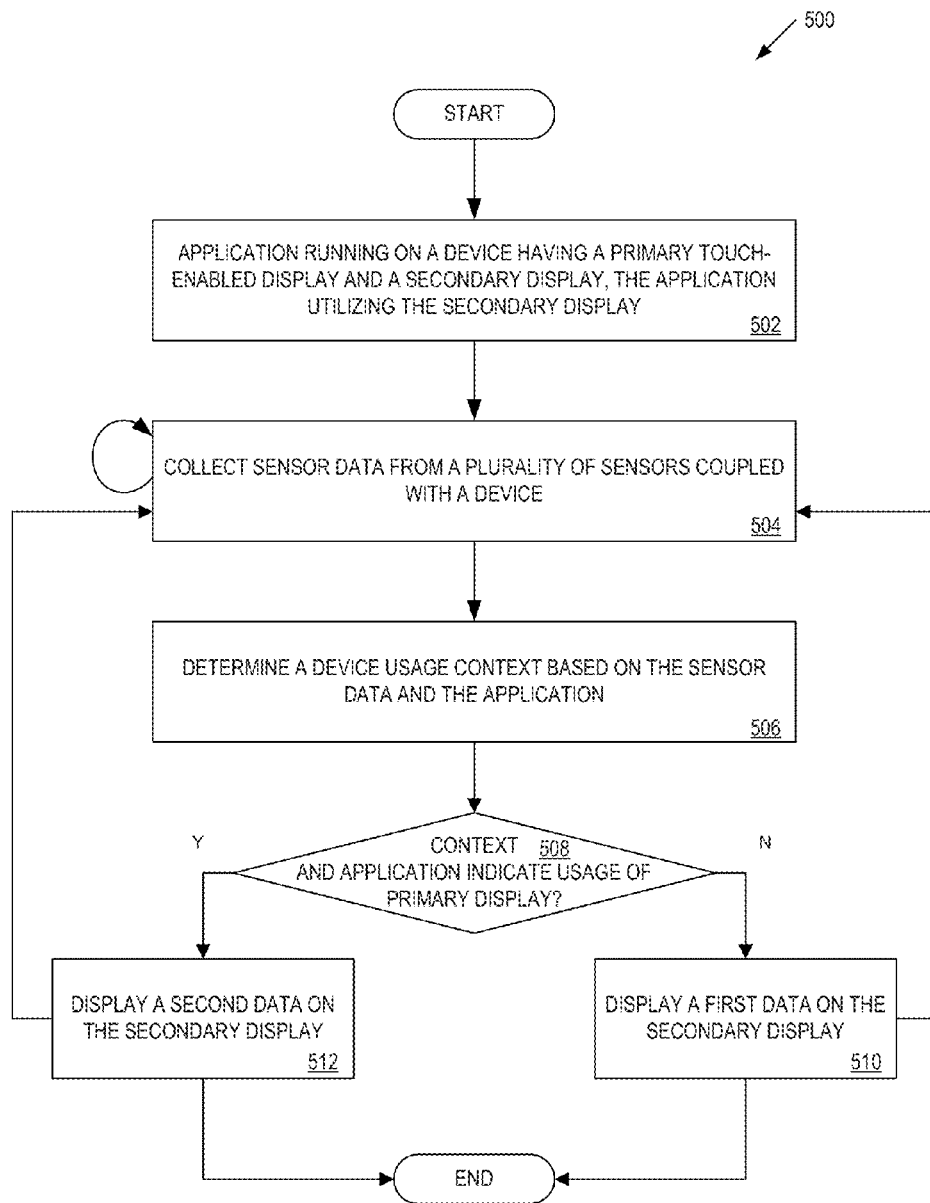 500
START
APPLICATION RUNNING ON A DEVICE HAVING A PRIMARY TOUCH-
ENABLED DISPLAY AND A SECONDARY DISPLAY, THE APPLICATION
UTILIZING THE SECONDARY DISPLAY
502
COLLECT SENSOR DATA FROM A PLURALITY OF SENSORS COUPLED
WITH A DEVICE
504
DETERMINE A DEVICE USAGE CONTEXT BASED ON THE SENSOR
DATA AND THE APPLICATION
506
Y
N
CONTEXT 508
AND APPLICATION INDICATE USAGE OF
PRIMARY DISPLAY?
DISPLAY A SECOND DATA ON
THE SECONDARY DISPLAY
512
DISPLAY A FIRST DATA ON THE
SECONDARY DISPLAY
510
END